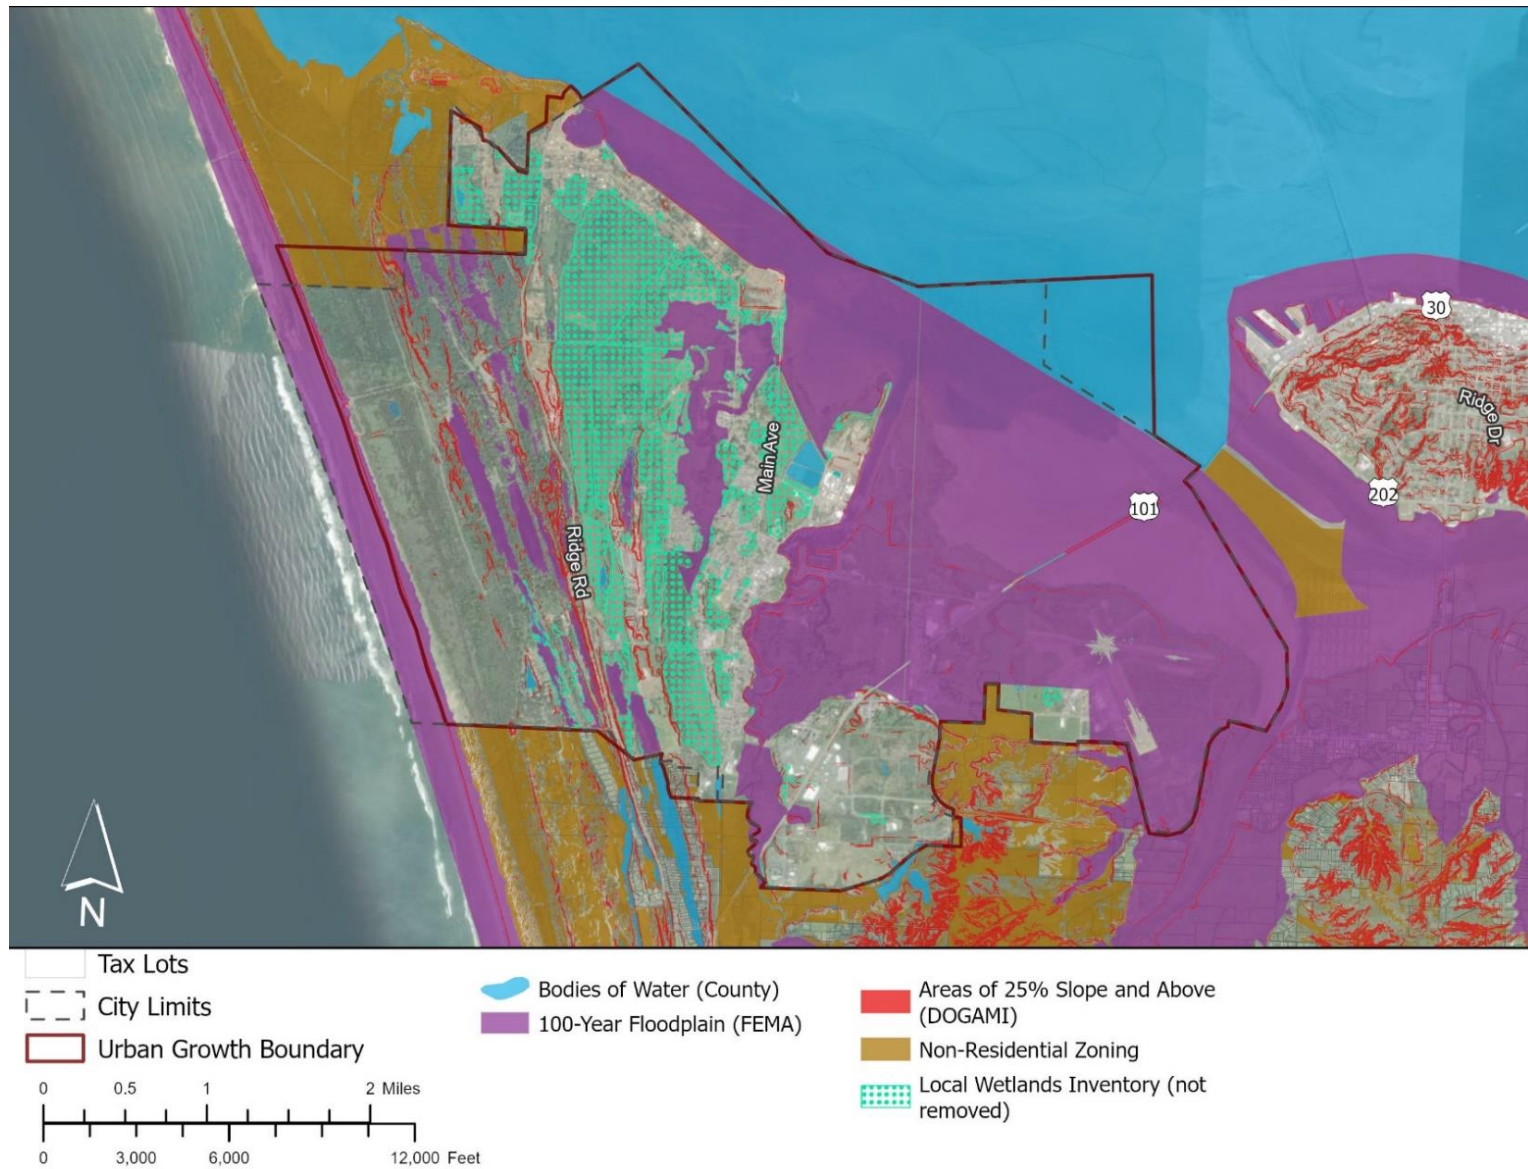 30
Ridge Dr
202
101
Main Ave
Ridge Rd
N
Tax Lots
City Limits
Urban Growth Boundary
0 0.5 1 2 Miles
0 3,000 6,000 12,000 Feet
Bodies of Water (County)
100-Year Floodplain (FEMA)
Areas of 25% Slope and Above
(DOGAMI)
Non-Residential Zoning
Local Wetlands Inventory (not
removed)